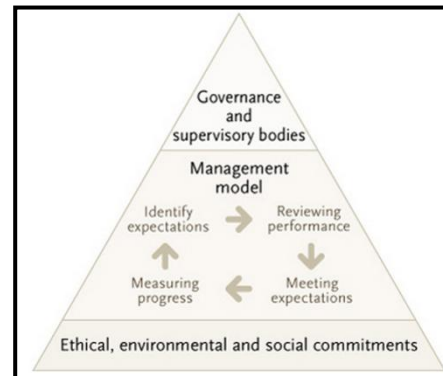 Governance
and
supervisory bodies
Management
model
Identify
expectations
Reviewing
performance
Measuring
progress
Meeting
expectations
Ethical, environmental and social commitments